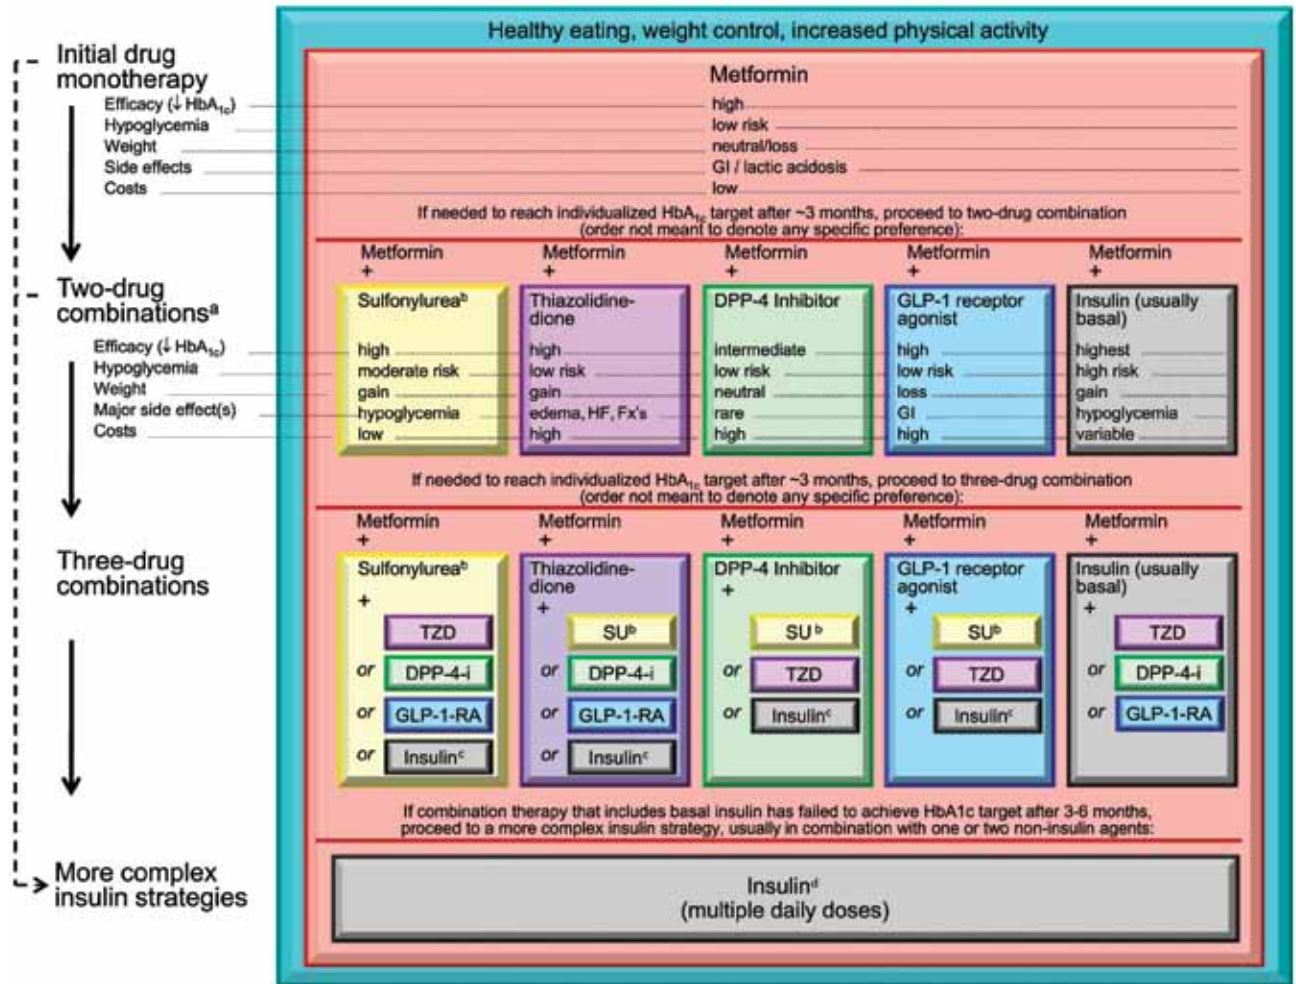 Healthy eating, weight control, increased physical activity
Initial drug
monotherapy
Metformin
Efficacy (↓ HbA1c) high
Hypoglycemia low risk
Weight neutral/loss
Side effects GI / lactic acidosis
Costs low
If needed to reach individualized HbA1c target after ~3 months, proceed to two-drug combination
(order not meant to denote any specific preference):
Metformin Metformin Metformin Metformin Metformin
+ + + + +
Two-drug
combinationsa
Sulfonylureab Thiazolidine- DPP-4 Inhibitor GLP-1 receptor Insulin (usually
dione agonist basal)
Efficacy (↓ HbA1c) high high intermediate high highest
Hypoglycemia moderate risk low risk low risk low risk high risk
Weight gain gain neutral loss gain
Major side effect(s) hypoglycemia edema, HF, Fx's rare GI hypoglycemia
Costs low high high high variable
If needed to reach individualized HbA1c target after ~3 months, proceed to three-drug combination
(order not meant to denote any specific preference):
Metformin Metformin Metformin Metformin Metformin
+ + + + +
Three-drug
combinations
Sulfonylureab Thiazolidine- DPP-4 Inhibitor GLP-1 receptor Insulin (usually
dione agonist basal)
+ + + + +
TZD SUb SU b SUb TZD
or DPP-4-i or DPP-4-i or TZD or TZD or DPP-4-i
or GLP-1-RA or GLP-1-RA or Insulinc or Insulinc or GLP-1-RA
or Insulinc or Insulinc
If combination therapy that includes basal insulin has failed to achieve HbA1c target after 3-6 months,
proceed to a more complex insulin strategy, usually in combination with one or two non-insulin agents:
More complex
insulin strategies
Insulind
(multiple daily doses)